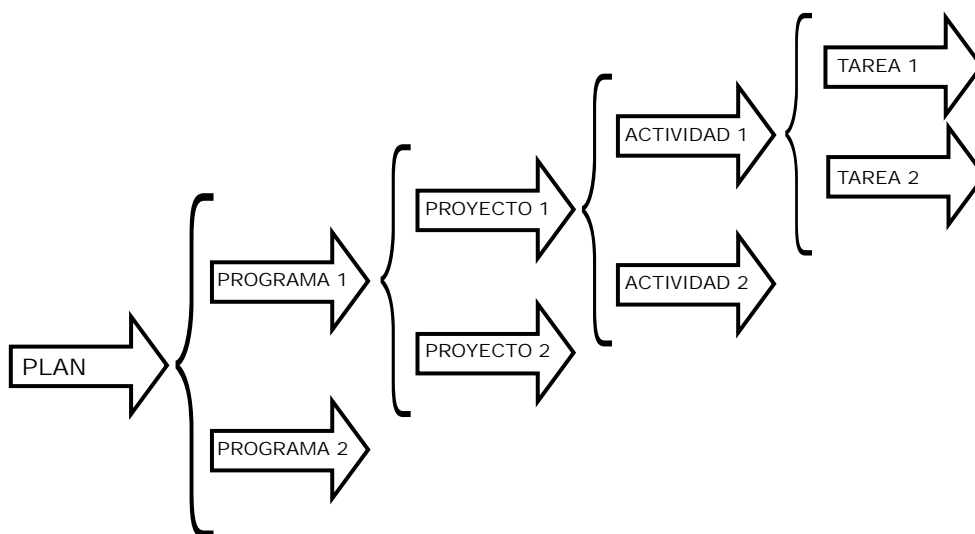 TAREA 1
ACTIVIDAD 1
TAREA 2
PROYECTO 1
PROGRAMA 1
ACTIVIDAD 2
PROYECTO 2
PLAN
PROGRAMA 2